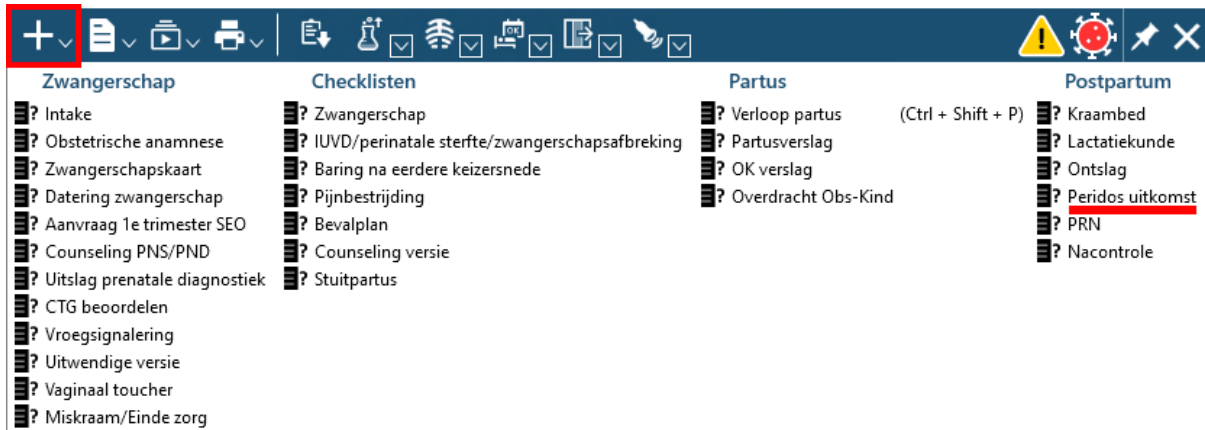 OK
Zwangerschap
Intake
Obstetrische anamnese
Zwangerschapskaart
Datering zwangerschap
Aanvraag 1e trimester SEO
Counseling PNS/PND
Uitslag prenatale diagnostiek
CTG beoordelen
Vroegsignalering
Uitwendige versie
Vaginaal toucher
Miskraam/Einde zorg
Checklisten
Zwangerschap
IUVD/perinatale sterfte/zwangerschapsafbreking
Baring na eerdere keizersnede
Pijnbestrijding
Bevalplan
Counseling versie
Stuitpartus
Partus
Verloop partus (Ctrl + Shift + P)
Partusverslag
OK verslag
Overdracht Obs-Kind
Postpartum
Kraambed
Lactatiekunde
Ontslag
Peridos uitkomst
PRN
Nacontrole